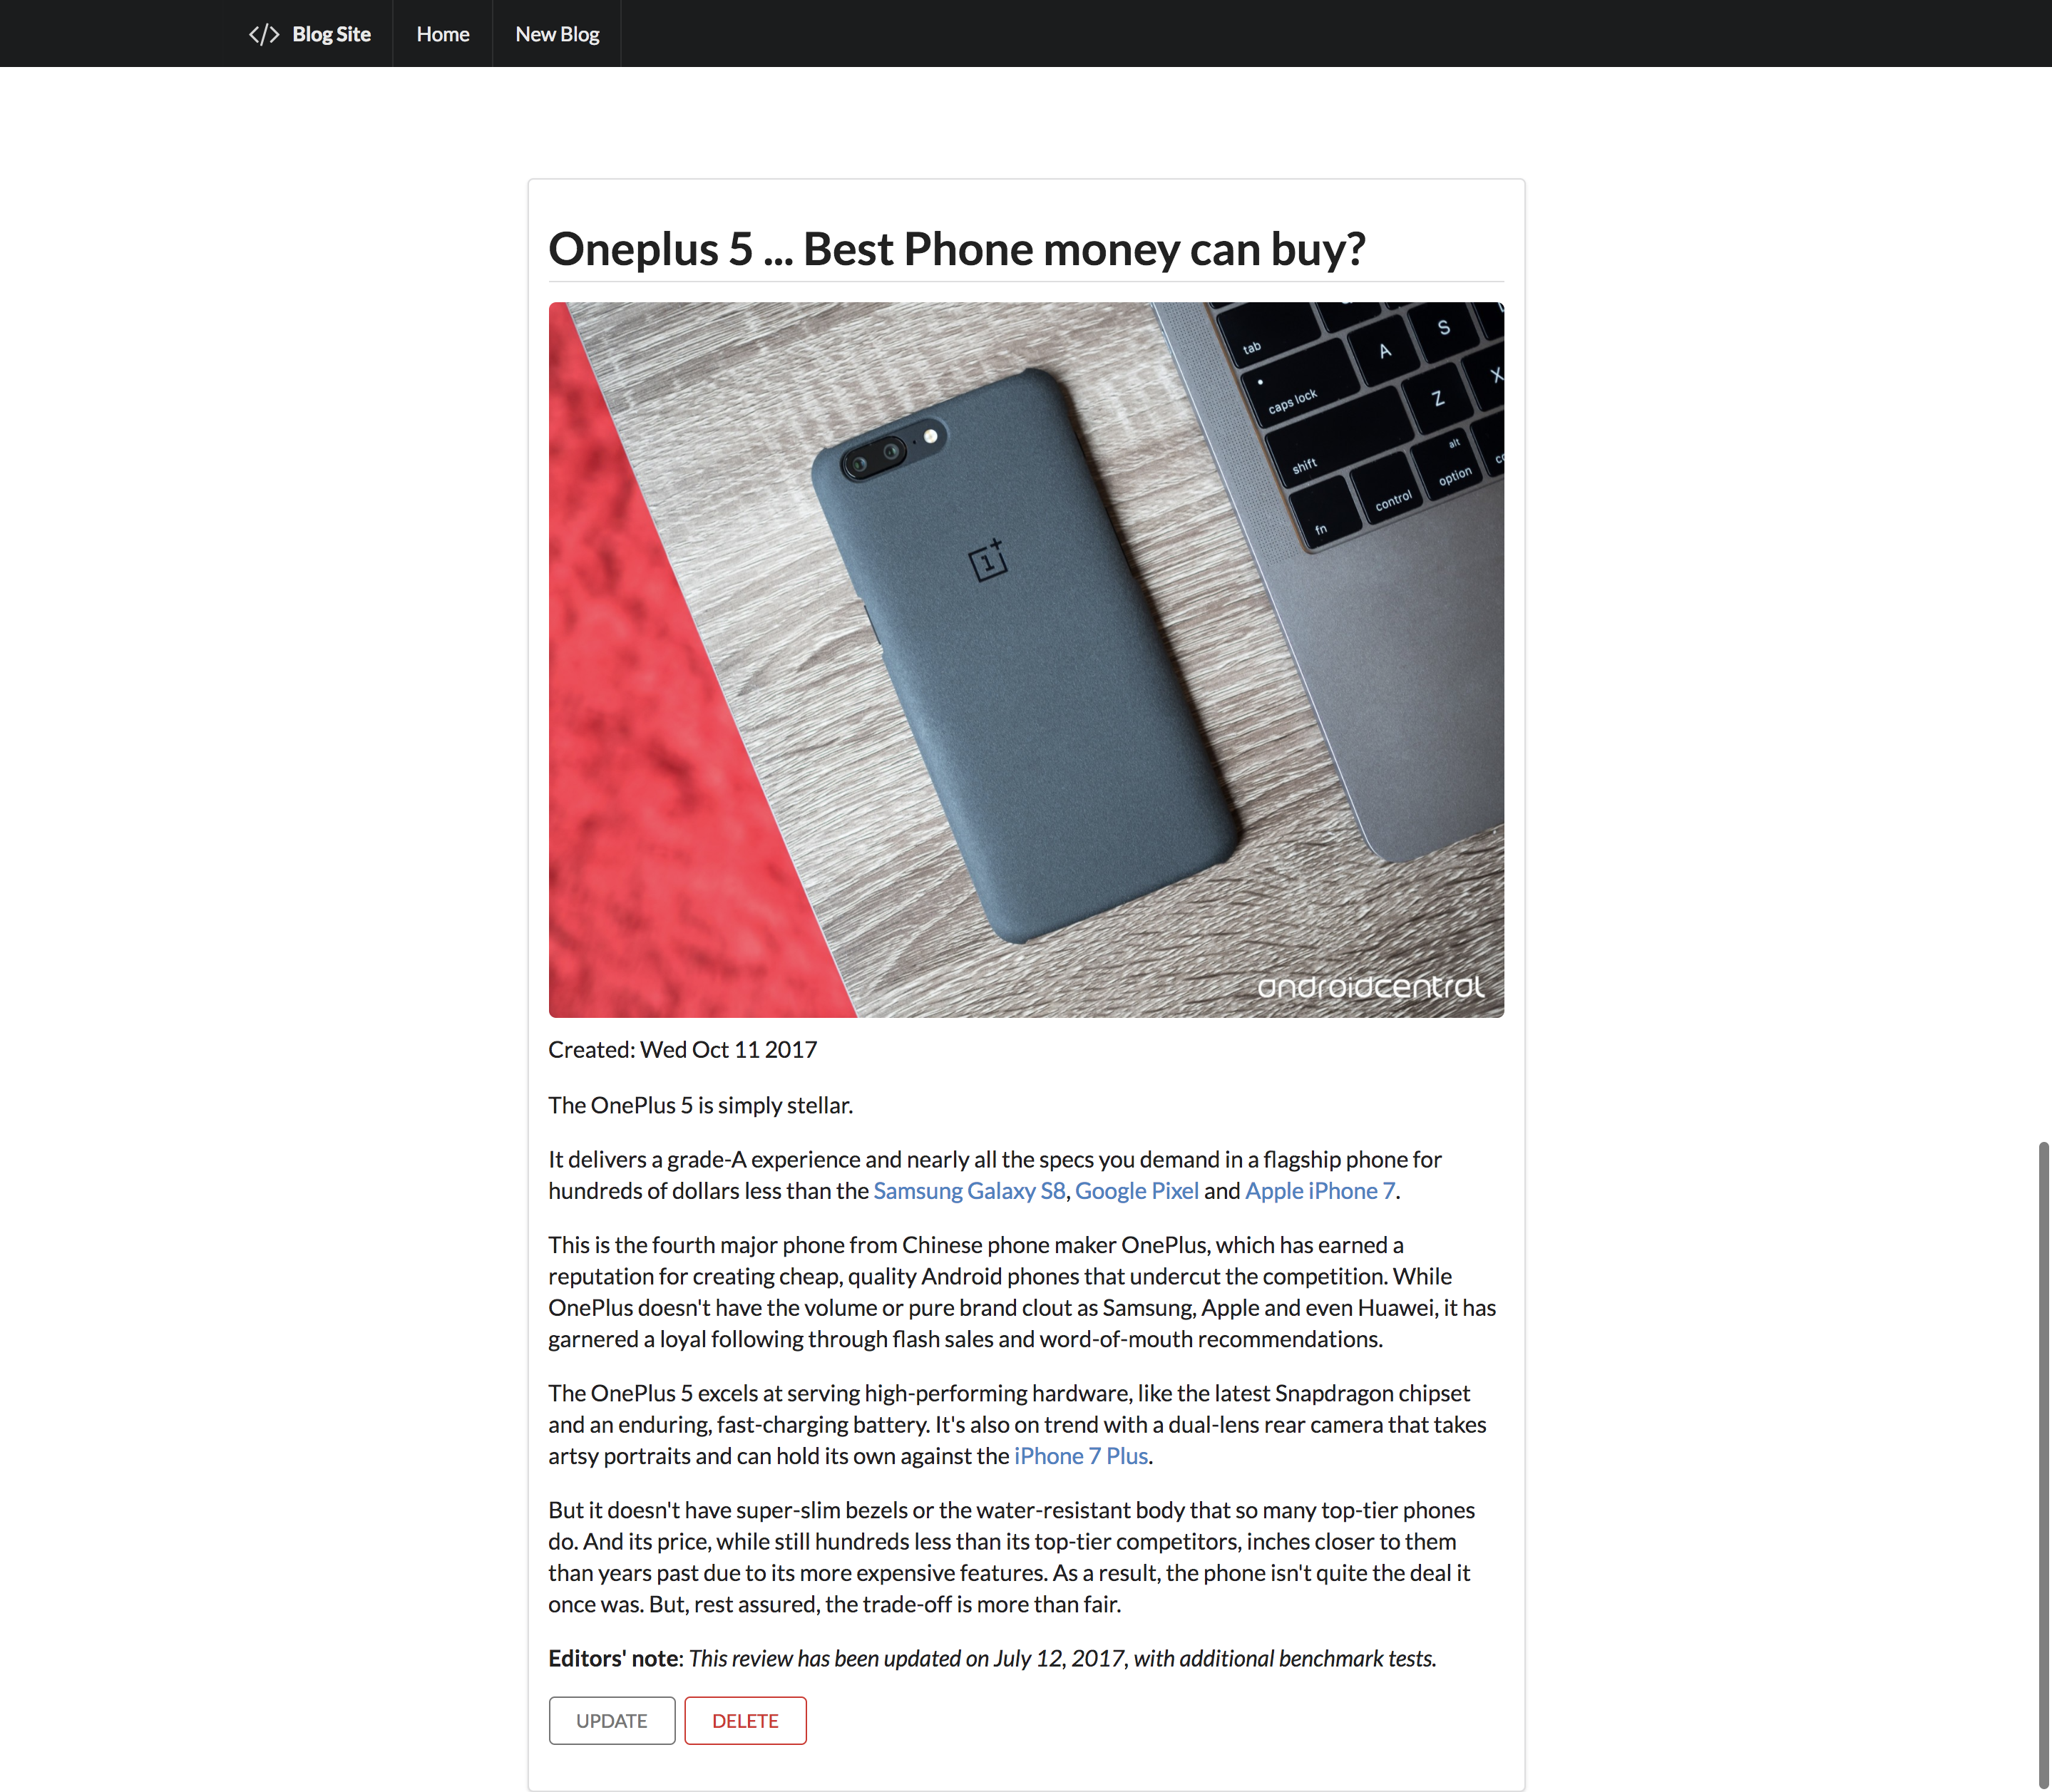 </> Blog Site Home New Blog
Oneplus 5 ... Best Phone money can buy?
tab
A
S
caps lock
Z
X
shift
alt
fn
control
option
1+
androidcentral
Created: Wed Oct 11 2017
The OnePlus 5 is simply stellar.
It delivers a grade-A experience and nearly all the specs you demand in a flagship phone for
hundreds of dollars less than the Samsung Galaxy S8, Google Pixel and Apple iPhone 7.
This is the fourth major phone from Chinese phone maker OnePlus, which has earned a
reputation for creating cheap, quality Android phones that undercut the competition. While
OnePlus doesn't have the volume or pure brand clout as Samsung, Apple and even Huawei, it has
garnered a loyal following through flash sales and word-of-mouth recommendations.
The OnePlus 5 excels at serving high-performing hardware, like the latest Snapdragon chipset
and an enduring, fast-charging battery. It's also on trend with a dual-lens rear camera that takes
artsy portraits and can hold its own against the iPhone 7 Plus.
But it doesn't have super-slim bezels or the water-resistant body that so many top-tier phones
do. And its price, while still hundreds less than its top-tier competitors, inches closer to them
than years past due to its more expensive features. As a result, the phone isn't quite the deal it
once was. But, rest assured, the trade-off is more than fair.
Editors' note: This review has been updated on July 12, 2017, with additional benchmark tests.
UPDATE DELETE